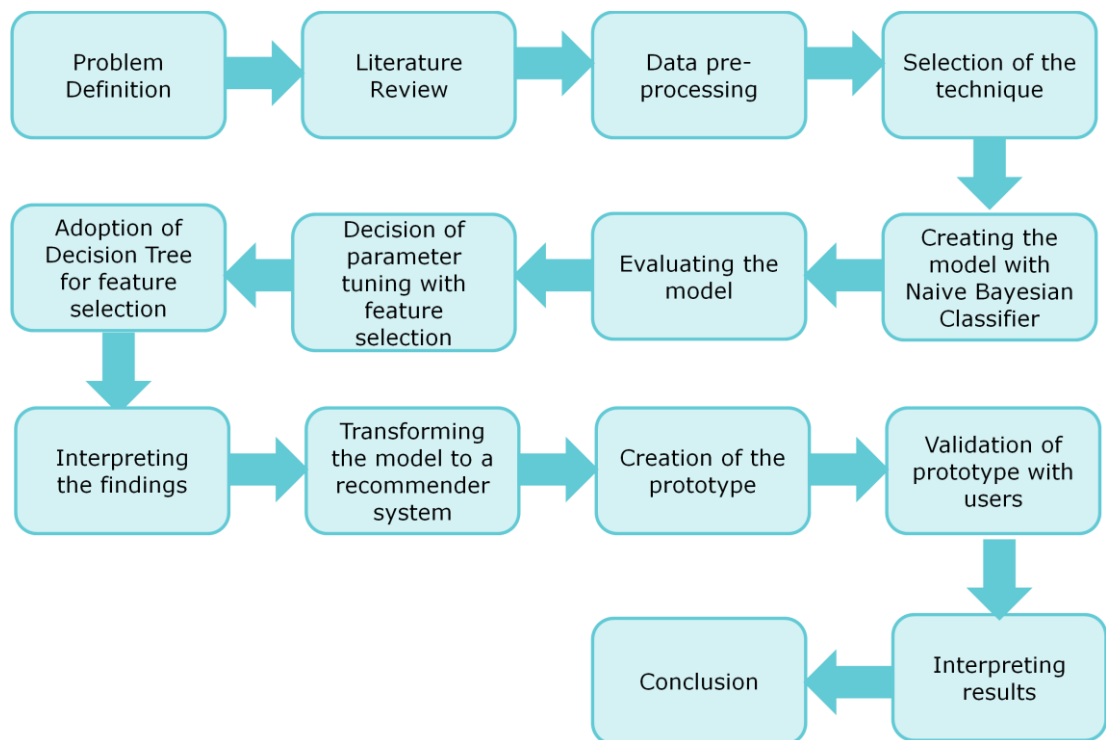 Problem
Definition
Literature
Review
Data pre-
processing
Selection of the
technique
Creating the
model with
Naive Bayesian
Classifier
Evaluating the
model
Decision of
parameter
tuning with
feature
selection
Adoption of
Decision Tree
for feature
selection
Interpreting
the findings
Transforming
the model to a
recommender
system
Creation of the
prototype
Validation of
prototype with
users
Interpreting
results
Conclusion